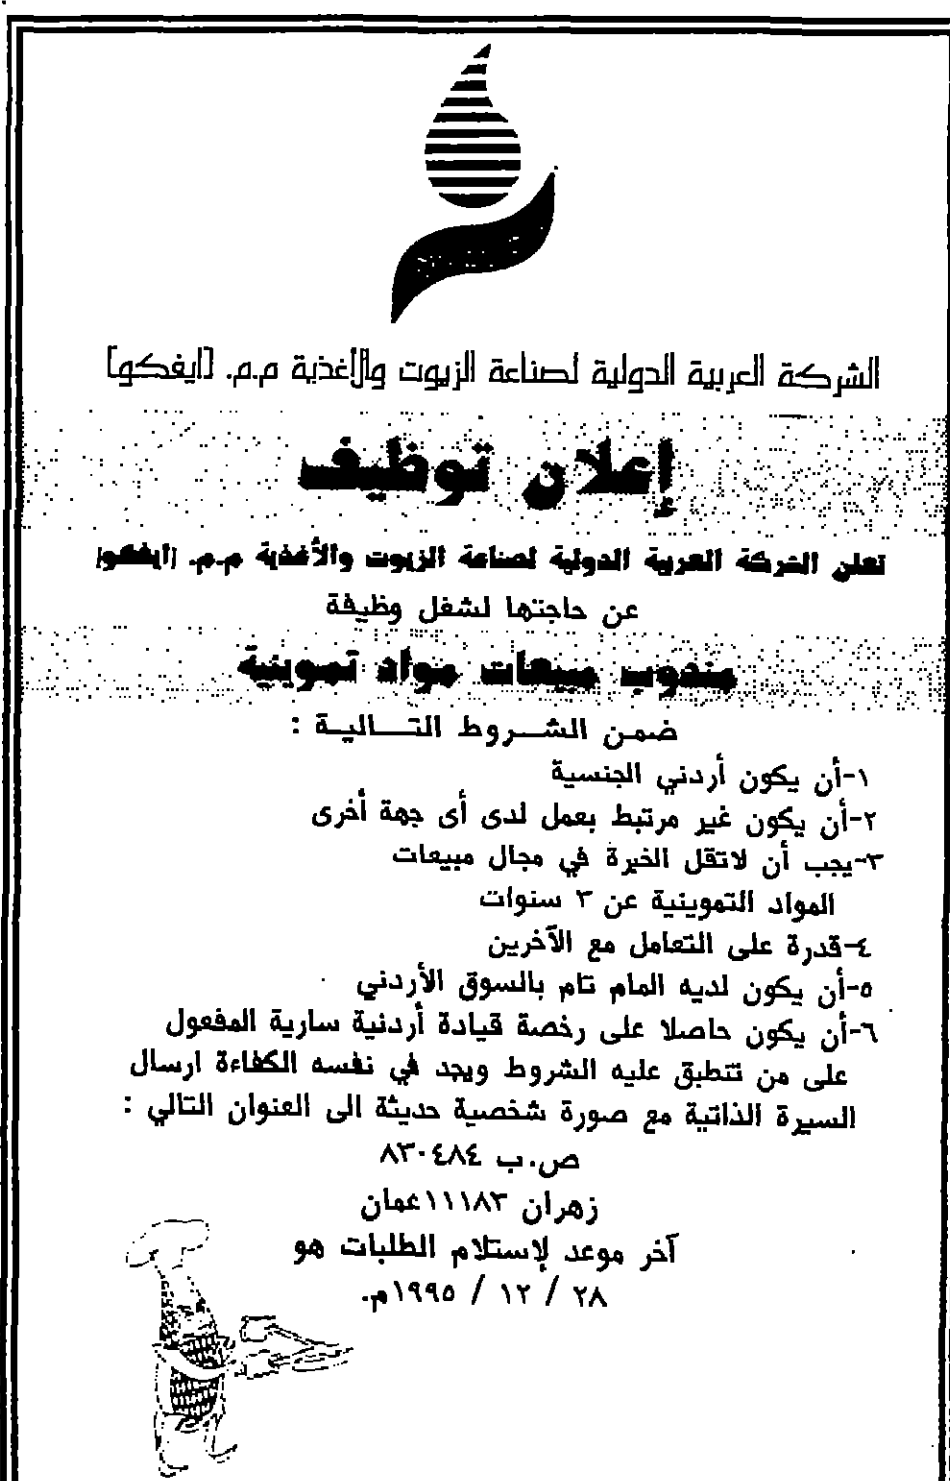 الشركة العربية الدولية لصناعة الزيوت والأغذية م.م. [ايفكو]
إعلان توظيف
تعلن الشركة العربية الدولية لصناعة الزيوت والأغذية م.م. [ايفكو]
عن حاجتها لشغل وظيفة
مندوب مبيعات مواد تموينية
ضمـن الشـــروط التـــاليــة :
١-أن يكون أردني الجنسية
٢-أن يكون غير مرتبط بعمل لدى أى جهة أخرى
٣-يجب أن لاتقل الخبرة في مجال مبيعات
المواد التموينية عن ٣ سنوات
٤-قدرة على التعامل مع الآخرين
٥-أن يكون لديه المام تام بالسوق الأردني
٦-أن يكون حاصلا على رخصة قيادة أردنية سارية المفعول
على من تنطبق عليه الشروط ويجد في نفسه الكفاءة ارسال
السيرة الذاتية مع صورة شخصية حديثة الى العنوان التالي :
ص.ب ٨٣٠٤٨٤
زهران ١١١٨٣عمان
آخر موعد لإستلام الطلبات هو
٢٨ / ١٢ / ١٩٩٥م.